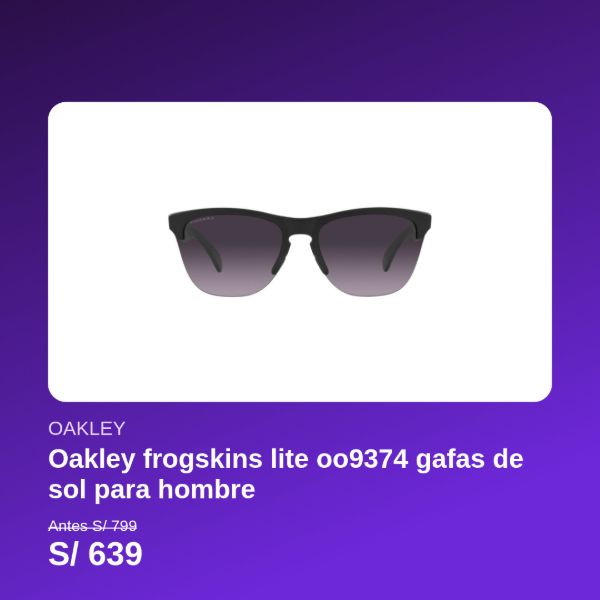 OAKLEY
Oakley frogskins lite oo9374 gafas de
sol para hombre
Antes S/ 799
S/ 639